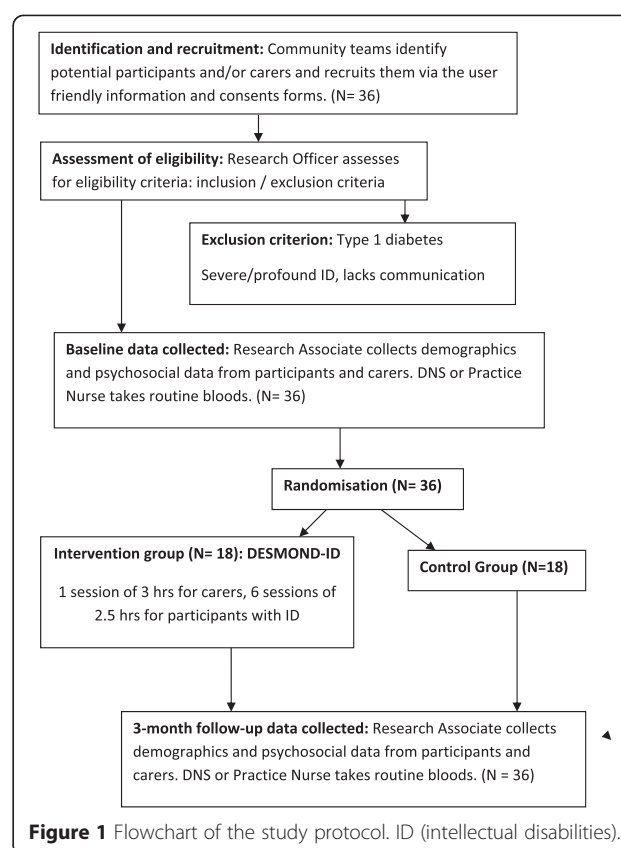 Identification and recruitment: Community teams identify
potential participants and/or carers and recruits them via the user
friendly information and consents forms. (N= 36)
Assessment of eligibility: Research Officer assesses
for eligibility criteria: inclusion / exclusion criteria
Exclusion criterion: Type 1 diabetes
Severe/profound ID, lacks communication
Baseline data collected: Research Associate collects demographics
and psychosocial data from participants and carers. DNS or Practice
Nurse takes routine bloods. (N= 36)
Randomisation (N= 36)
Intervention group (N= 18): DESMOND-ID
1 session of 3 hrs for carers, 6 sessions of
2.5 hrs for participants with ID
Control Group (N=18)
3-month follow-up data collected: Research Associate collects
demographics and psychosocial data from participants and
carers. DNS or Practice Nurse takes routine bloods. (N = 36)
Figure 1 Flowchart of the study protocol. ID (intellectual disabilities).